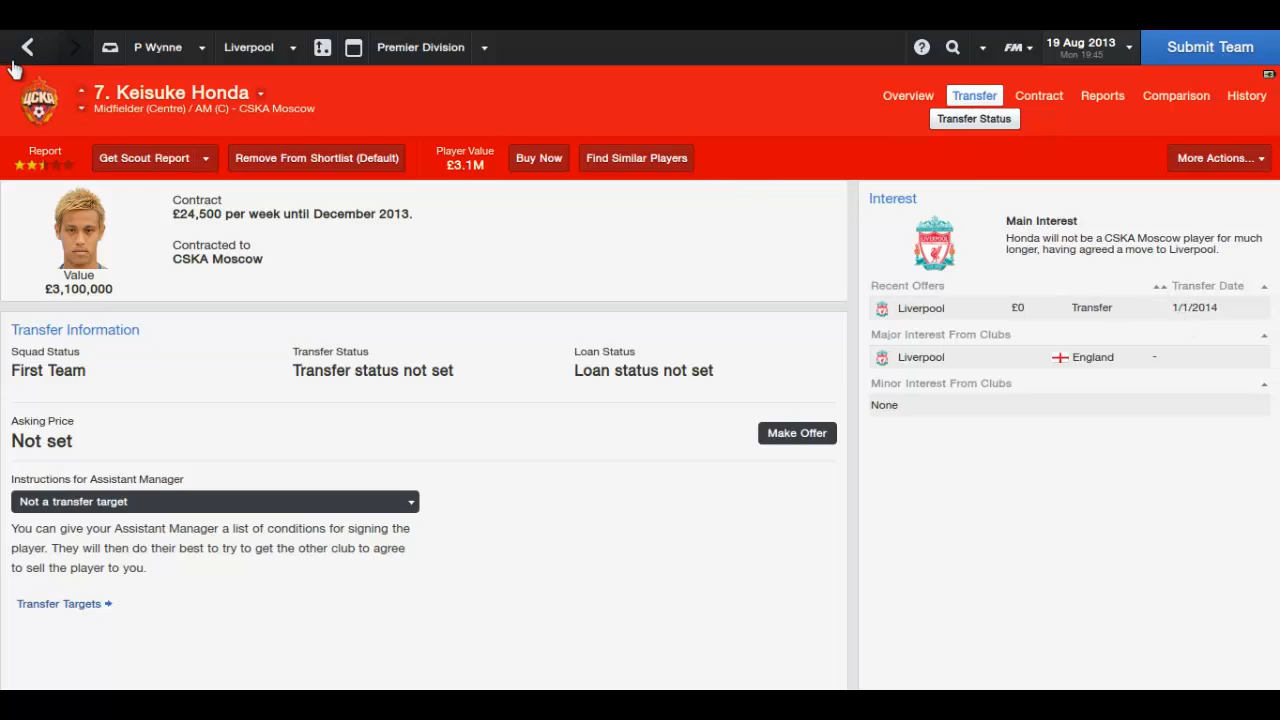 P Wynne
Liverpool
Premier Division
FM
19 Aug 2013
Mon 19:45
Submit Team
ЦСКА
7. Keisuke Honda
Midfielder (Centre) / AM (C) - CSKA Moscow
Overview
Transfer
Contract
Reports
Comparison
History
Transfer Status
Report
Get Scout Report
Remove From Shortlist (Default)
Player Value
£3.1M
Buy Now
Find Similar Players
More Actions...
Contract
£24,500 per week until December 2013.
Contracted to
CSKA Moscow
Value
£3,100,000
Transfer Information
Squad Status
First Team
Transfer Status
Transfer status not set
Loan Status
Loan status not set
Asking Price
Not set
Make Offer
Instructions for Assistant Manager
Not a transfer target
You can give your Assistant Manager a list of conditions for signing the
player. They will then do their best to try to get the other club to agree
to sell the player to you.
Transfer Targets
Interest
Main Interest
Honda will not be a CSKA Moscow player for much
longer, having agreed a move to Liverpool.
Recent Offers
Transfer Date
Liverpool £0 Transfer 1/1/2014
Major Interest From Clubs
Liverpool England -
Minor Interest From Clubs
None